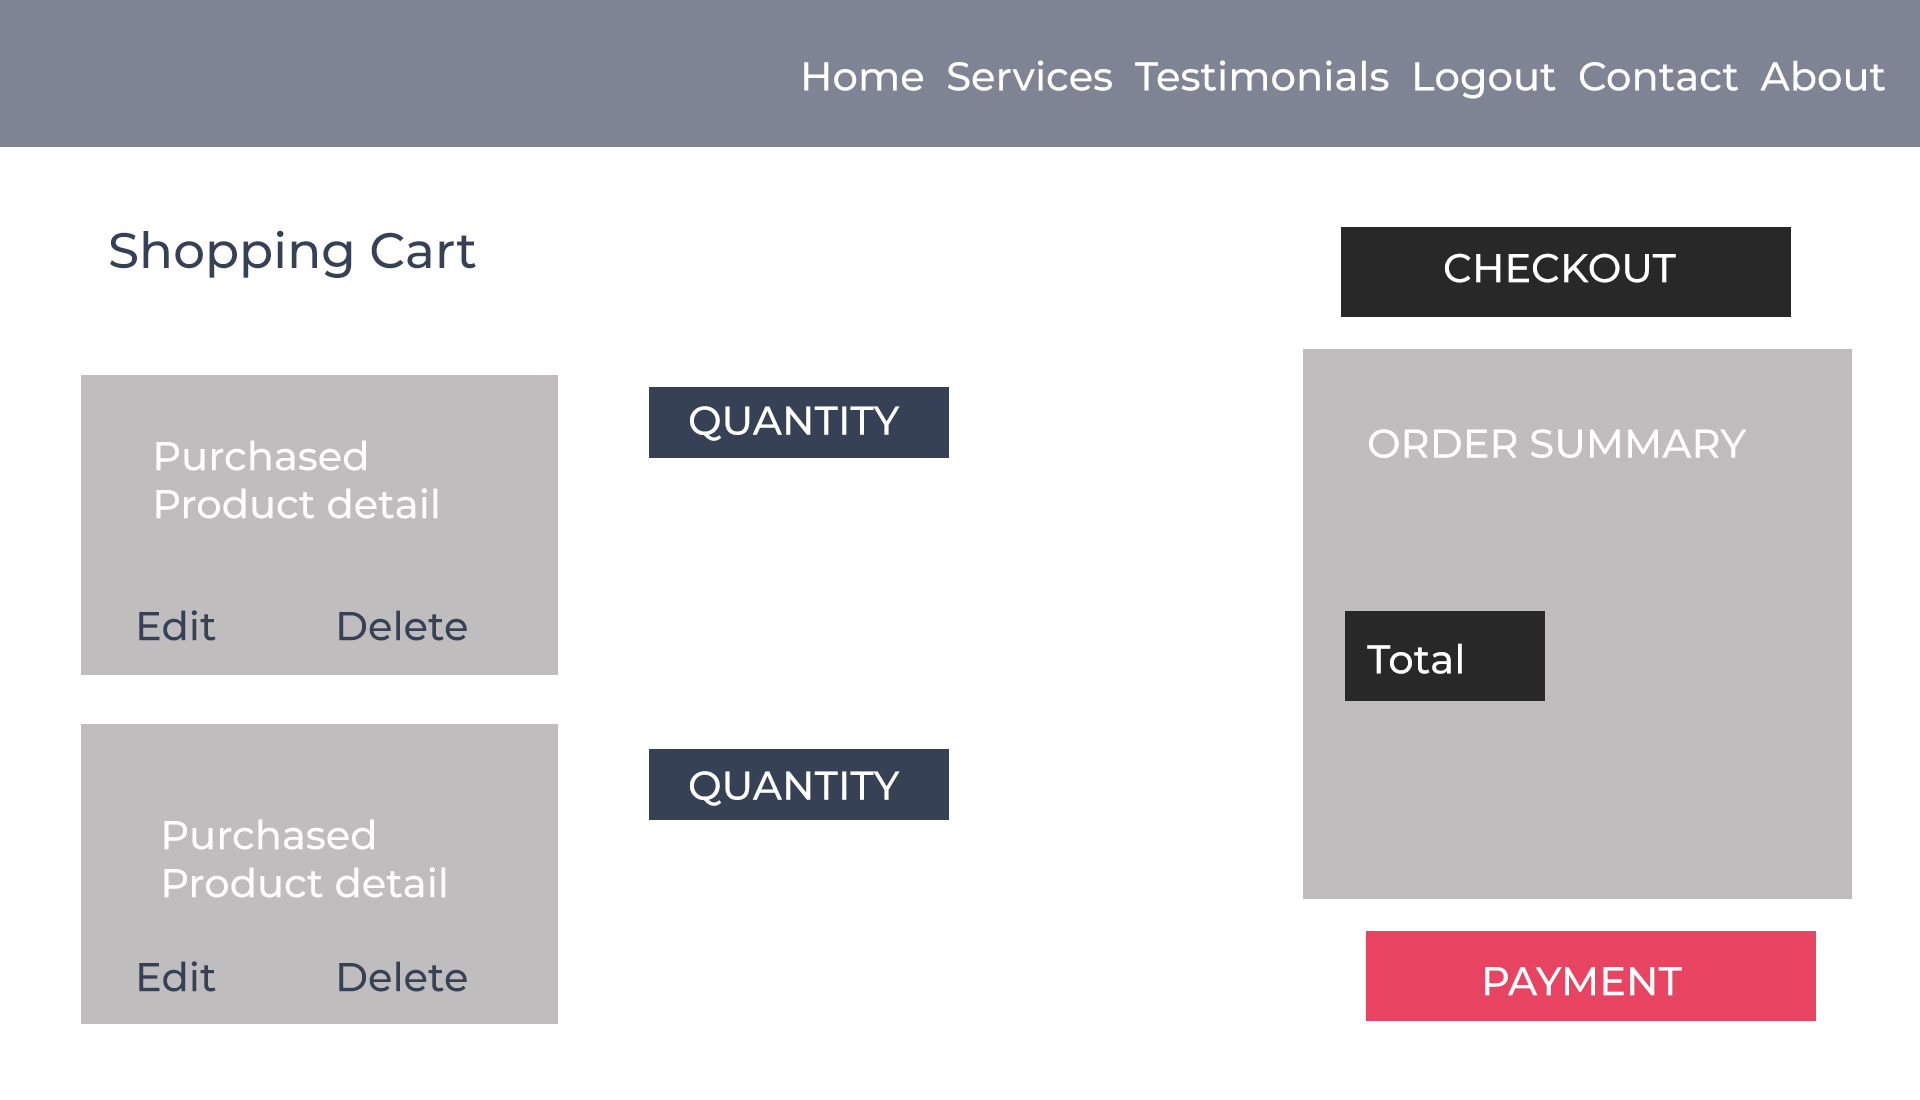 Home Services Testimonials Logout Contact About
Shopping Cart
CHECKOUT
Purchased
Product detail
Edit Delete
QUANTITY
Purchased
Product detail
Edit Delete
QUANTITY
ORDER SUMMARY
Total
PAYMENT